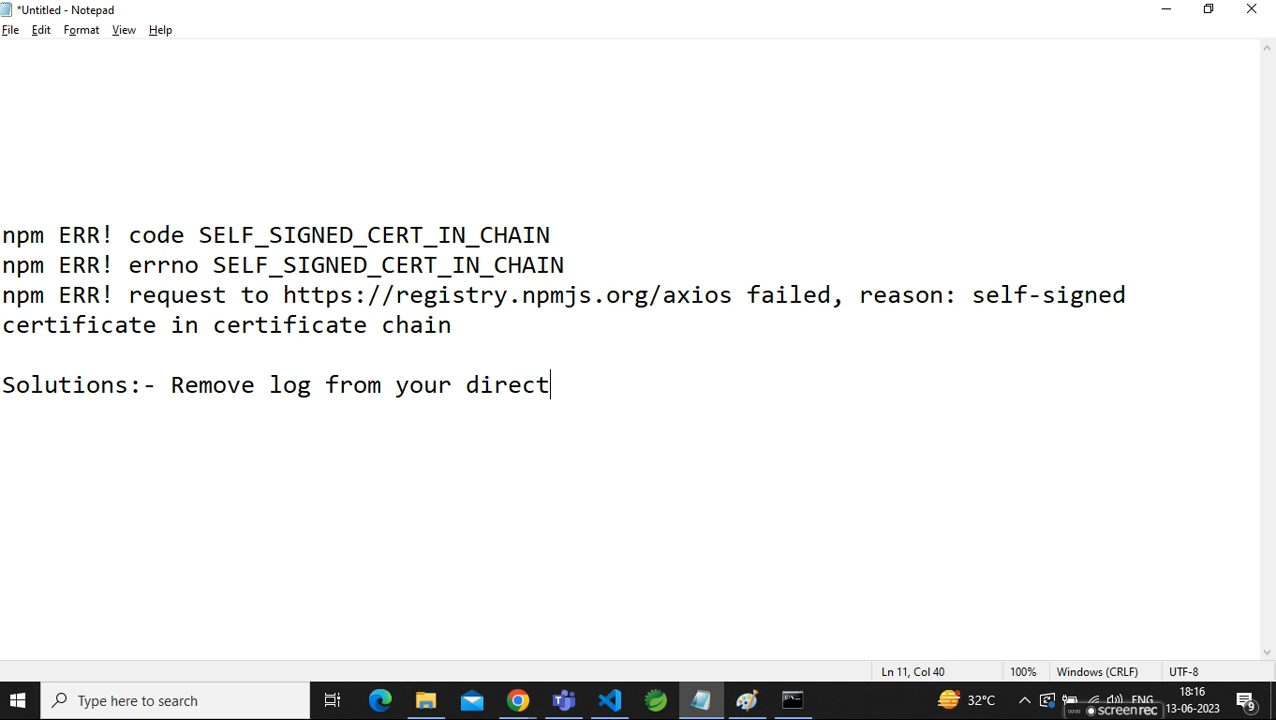 *Untitled - Notepad
File Edit Format View Help
npm ERR! code SELF_SIGNED_CERT_IN_CHAIN
npm ERR! errno SELF_SIGNED_CERT_IN_CHAIN
npm ERR! request to https://registry.npmjs.org/axios failed, reason: self-signed
certificate in certificate chain
Solutions:- Remove log from your direct
Ln 11, Col 40 100% Windows (CRLF) UTF-8
Type here to search 32°C ENG 18:16
13-06-2023 9
screenrec